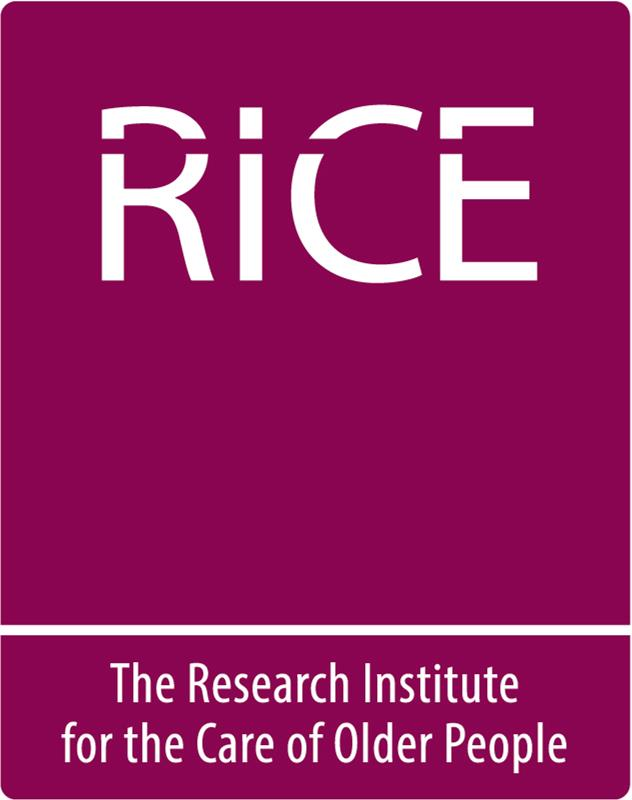 RiCE
The Research Institute
for the Care of Older People